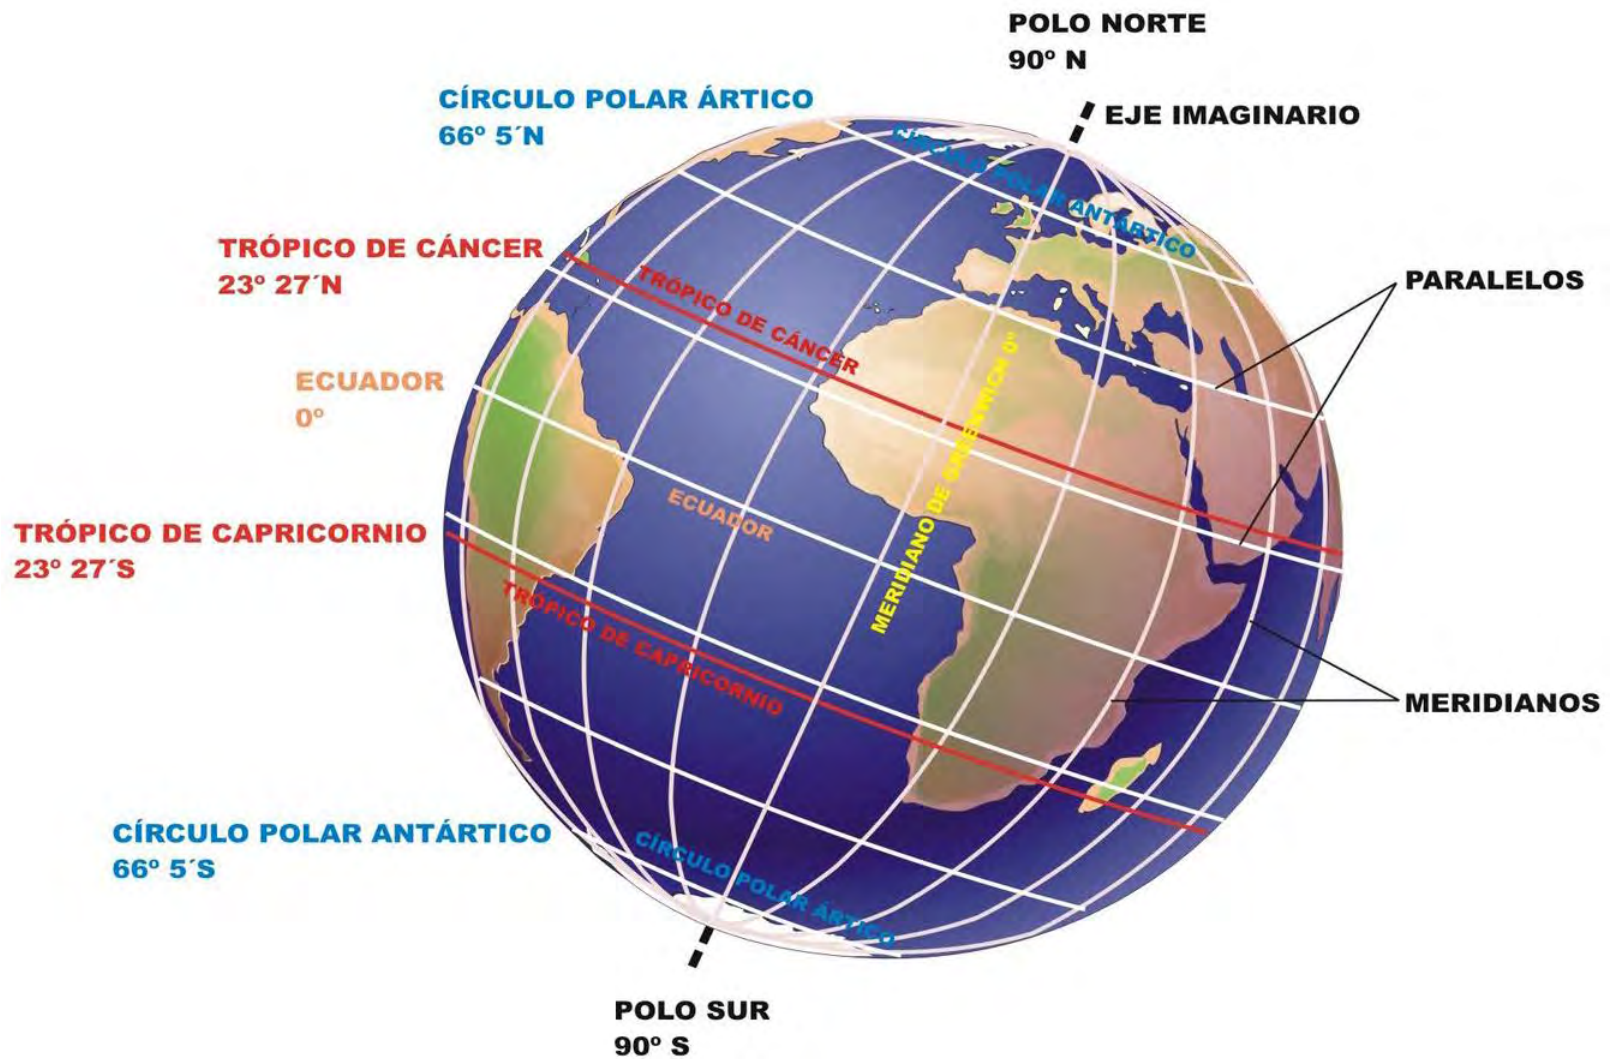 POLO NORTE
90º N
EJE IMAGINARIO
CÍRCULO POLAR ÁRTICO
66º 5´N
CÍRCULO POLAR ANTÁRTICO
TRÓPICO DE CÁNCER
23º 27´N
TRÓPICO DE CÁNCER
PARALELOS
ECUADOR
0º
MERIDIANO DE GREENWICH 0º
ECUADOR
TRÓPICO DE CAPRICORNIO
23º 27´S
TRÓPICO DE CAPRICORNIO
MERIDIANOS
CÍRCULO POLAR ANTÁRTICO
66º 5´S
CÍRCULO POLAR ÁRTICO
POLO SUR
90º S